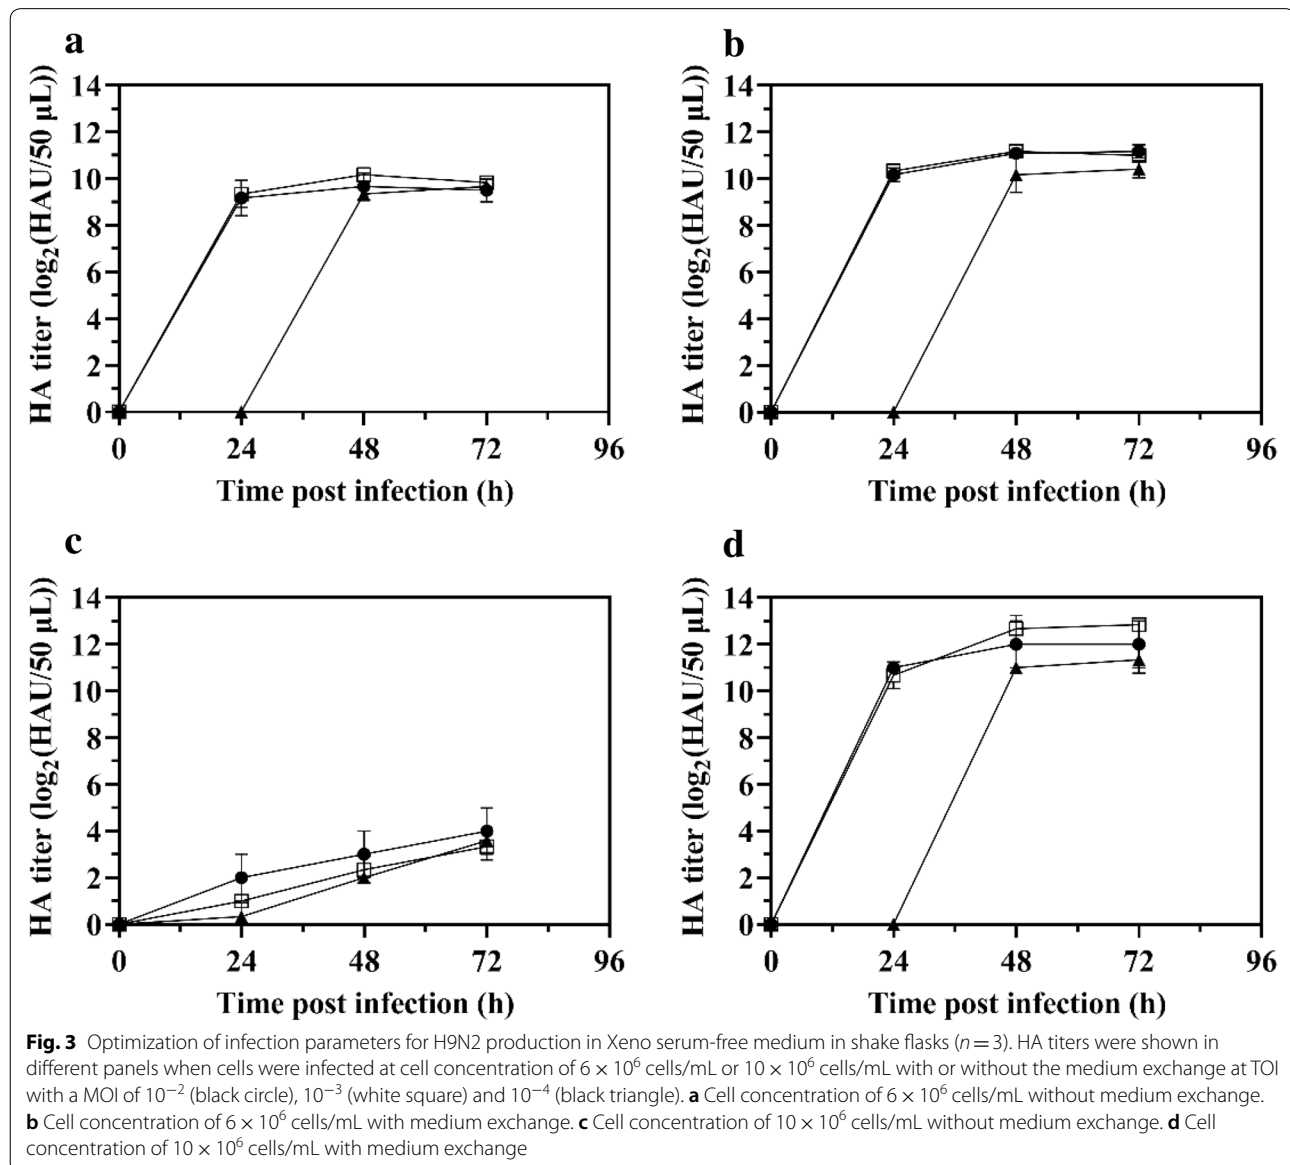 a
HA titer (log₂(HAU/50 µL))
14
12
10
8
6
4
2
0
0 24 48 72 96
Time post infection (h)
b
HA titer (log₂(HAU/50 µL))
14
12
10
8
6
4
2
0
0 24 48 72 96
Time post infection (h)
c
HA titer (log₂(HAU/50 µL))
14
12
10
8
6
4
2
0
0 24 48 72 96
Time post infection (h)
d
HA titer (log₂(HAU/50 µL))
14
12
10
8
6
4
2
0
0 24 48 72 96
Time post infection (h)
Fig. 3 Optimization of infection parameters for H9N2 production in Xeno serum-free medium in shake flasks (n = 3). HA titers were shown in
different panels when cells were infected at cell concentration of 6 × 10⁶ cells/mL or 10 × 10⁶ cells/mL with or without the medium exchange at TOI
with a MOI of 10⁻² (black circle), 10⁻³ (white square) and 10⁻⁴ (black triangle). a Cell concentration of 6 × 10⁶ cells/mL without medium exchange.
b Cell concentration of 6 × 10⁶ cells/mL with medium exchange. c Cell concentration of 10 × 10⁶ cells/mL without medium exchange. d Cell
concentration of 10 × 10⁶ cells/mL with medium exchange